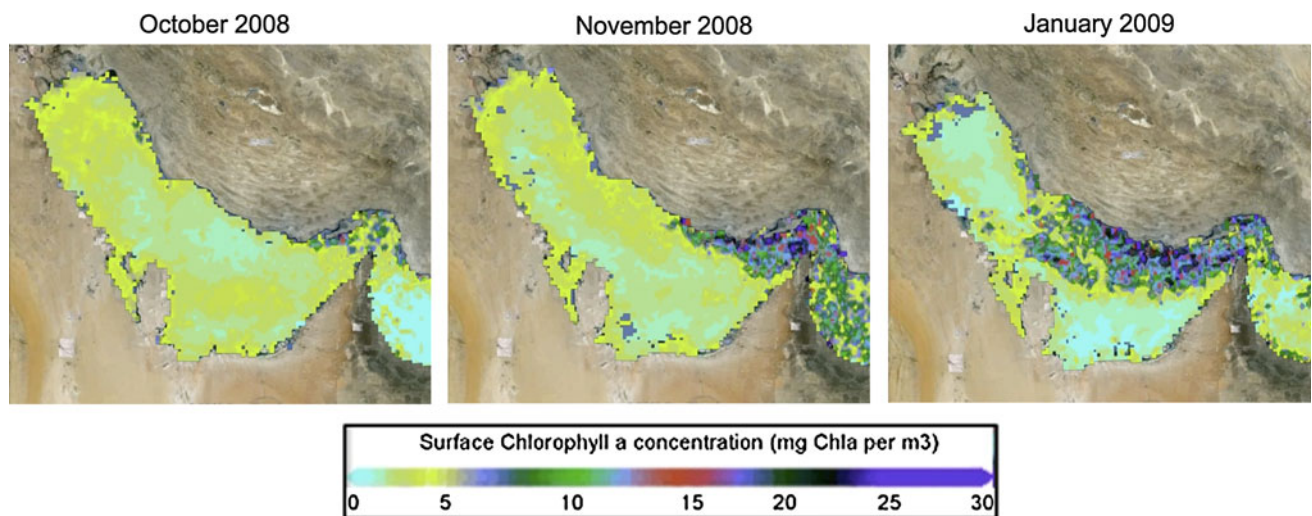 October 2008
November 2008
January 2009
Surface Chlorophyll a concentration (mg Chla per m3)
0 5 10 15 20 25 30